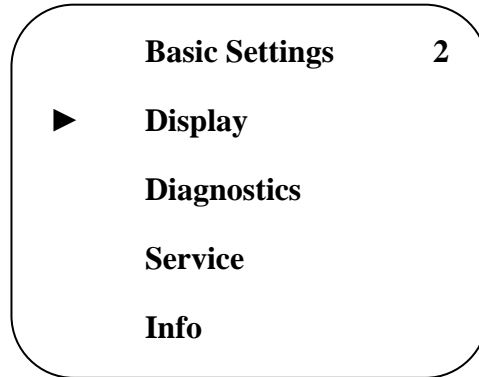 Basic Settings 2
► Display
Diagnostics
Service
Info